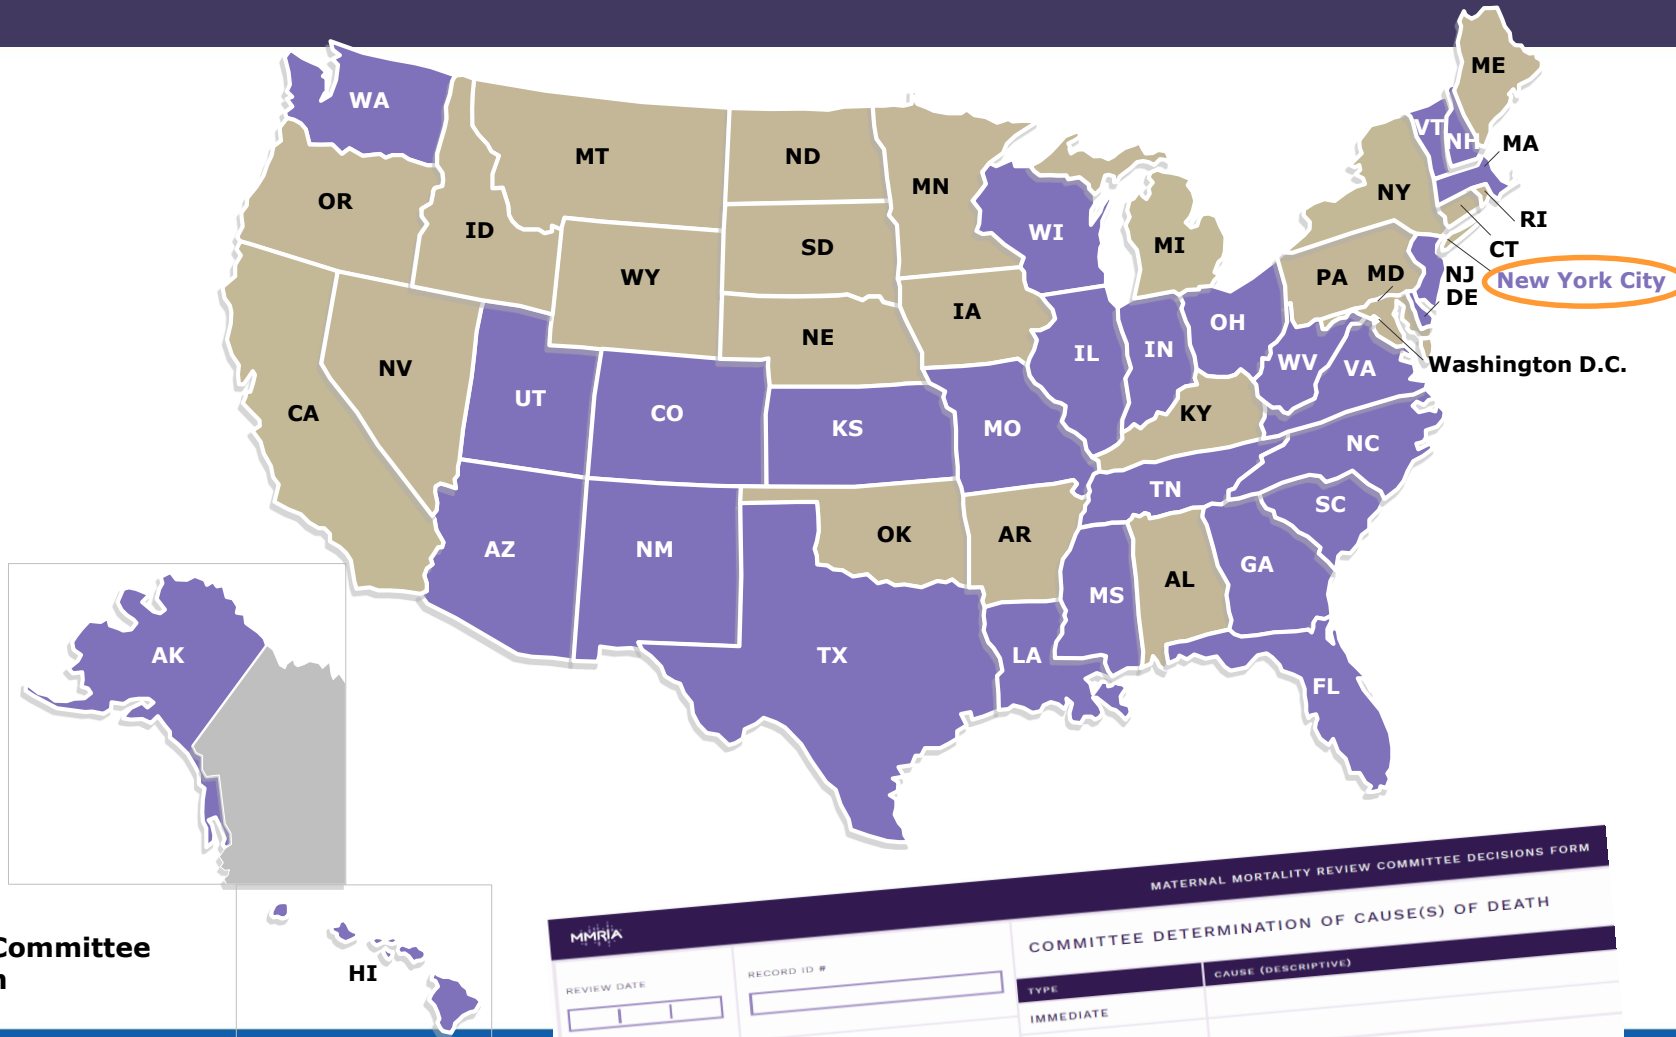 ME
WA
VT
NH
MA
MT
ND
MN
NY
OR
RI
ID
WI
SD
MI
CT
WY
PA
MD
NJ
New York City
DE
IA
NE
OH
IL
IN
WV
VA
Washington D.C.
NV
UT
CO
KS
MO
KY
CA
NC
TN
SC
OK
AR
AZ
NM
GA
AL
MS
AK
TX
LA
FL
HI
Committee
n
MATERNAL MORTALITY REVIEW COMMITTEE DECISIONS FORM
MMRIA
COMMITTEE DETERMINATION OF CAUSE(S) OF DEATH
REVIEW DATE
RECORD ID #
TYPE
CAUSE (DESCRIPTIVE)
IMMEDIATE